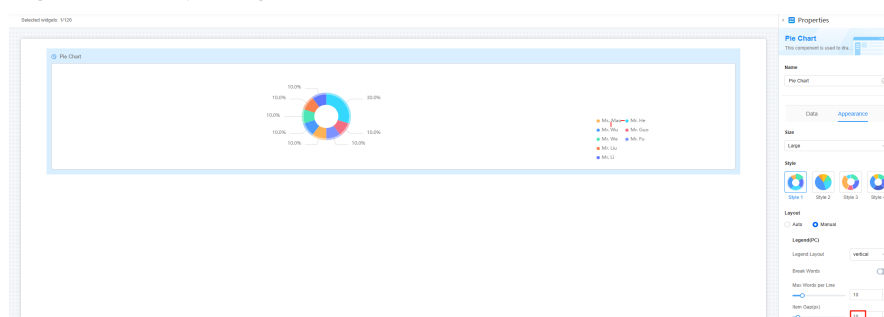 Selected widgets: 1/120
Properties
Pie Chart
This component is used to dra...
Pie Chart
10.0%
20.0%
10.0%
10.0%
10.0%
10.0%
10.0%
10.0%
Mr. Mao
Mr. He
Mr. Wu
Mr. Guo
Mr. Wa
Mr. Fu
Mr. Liu
Mr. Li
Name
Pie Chart
Data
Appearance
Size
Large
Style
Style 1
Style 2
Style 3
Style
Layout
Auto
Manual
Legend(PC)
Legend Layout
vertical
Break Words
Max Words per Line
10
Item Gap(px)